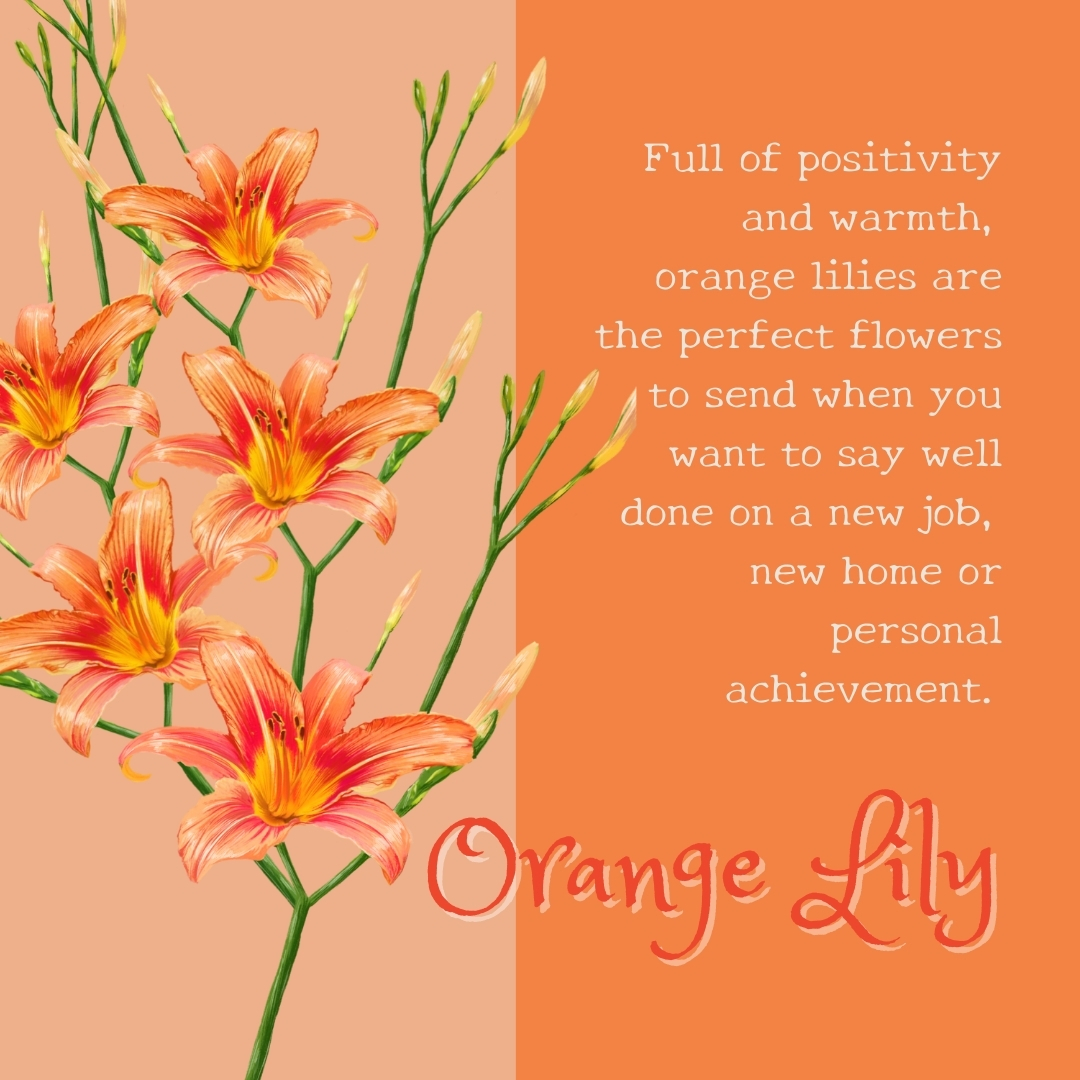 Full of positivity
and warmth,
orange lilies are
the perfect flowers
to send when you
want to say well
done on a new job,
new home or
personal
achievement.
Orange Lily